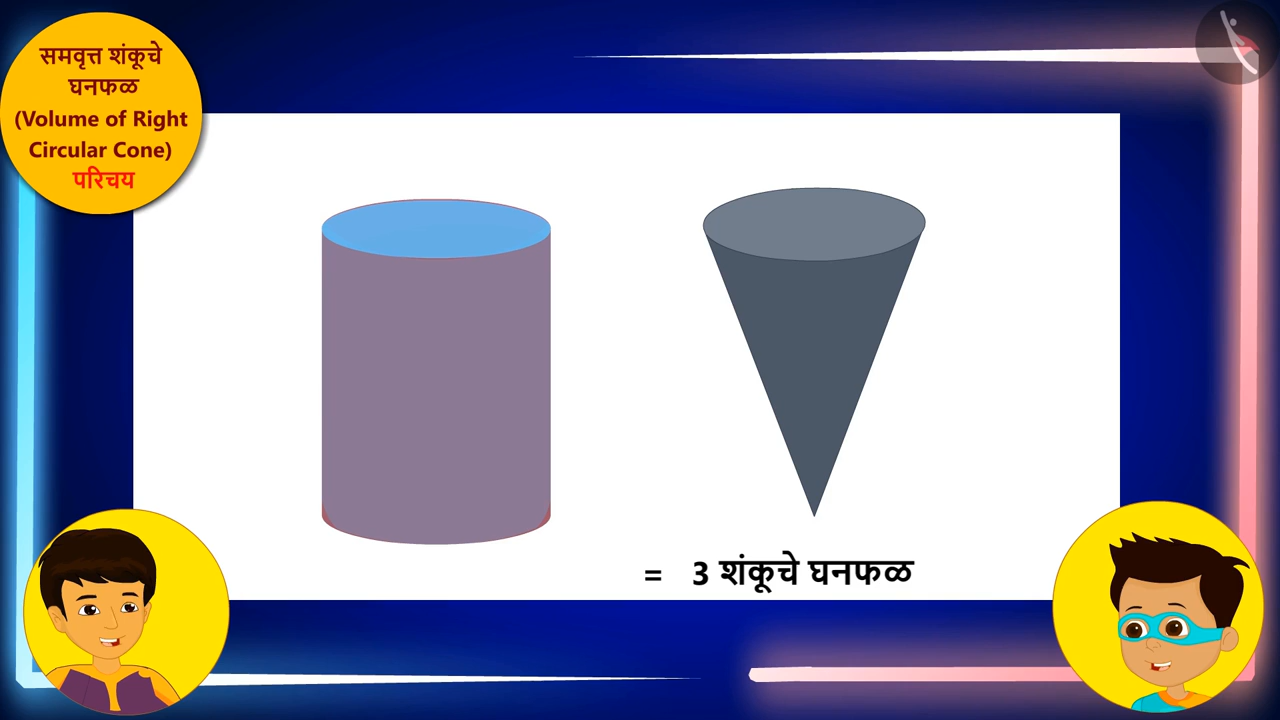 समवृत्त शंकूचे
घनफळ
(Volume of Right
Circular Cone)
परिचय
= 3 शंकूचे घनफळ